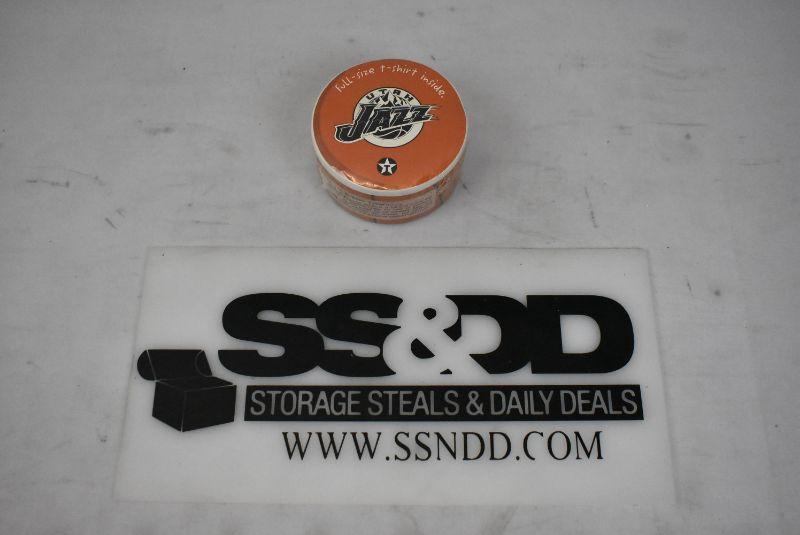 full-size t-shirt inside.
UTAH
JAZZ
T
SS&DD
STORAGE STEALS & DAILY DEALS
WWW.SSNDD.COM